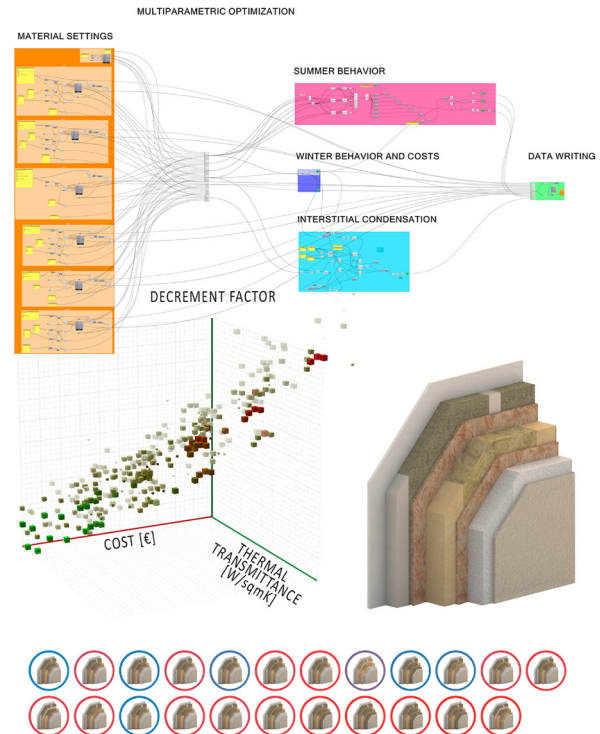 MULTIPARAMETRIC OPTIMIZATION
MATERIAL SETTINGS
SUMMER BEHAVIOR
WINTER BEHAVIOR AND COSTS
DATA WRITING
INTERSTITIAL CONDENSATION
DECREMENT FACTOR
COST [€]
THERMAL
TRANSMITTANCE
[W/sqmK]